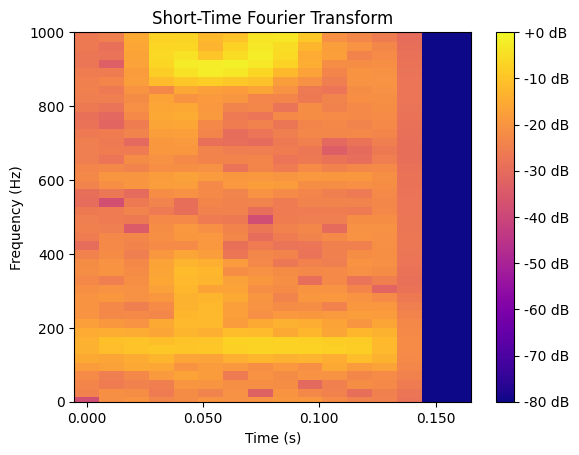 Short-Time Fourier Transform
Frequency (Hz)
1000
800
600
400
200
0
0.000
0.050
0.100
0.150
Time (s)
+0 dB
-10 dB
-20 dB
-30 dB
-40 dB
-50 dB
-60 dB
-70 dB
-80 dB